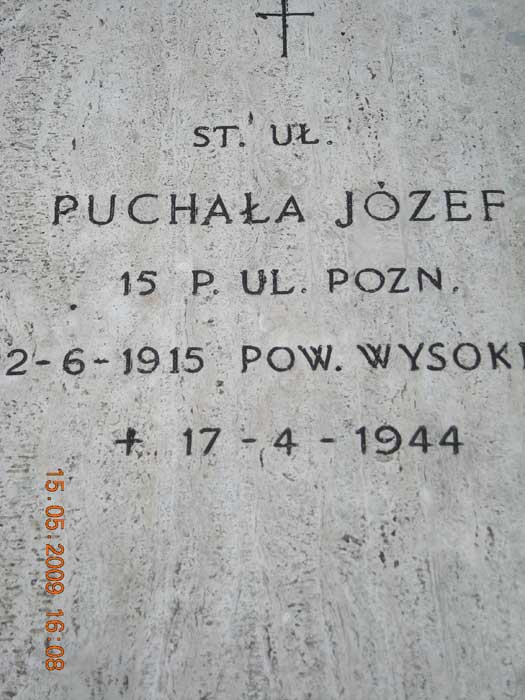 ST. UŁ.
PUCHAŁA JÓZEF
15 P. UL. POZN.
2-6-1915 POW. WYSOKI
+ 17-4-1944
15.05.2009 16:08